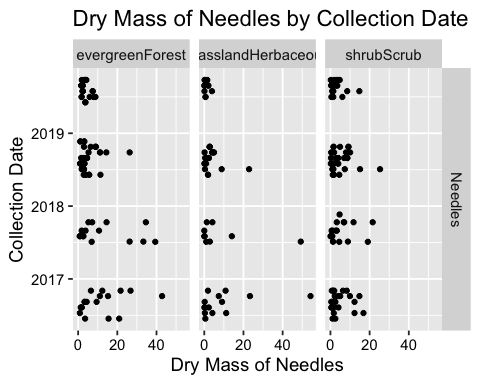 Dry Mass of Needles by Collection Date
evergreenForest asslandHerbaceou shrubScrub
2019
2018
2017
Collection Date
Needles
0 20 40 0 20 40 0 20 40
Dry Mass of Needles